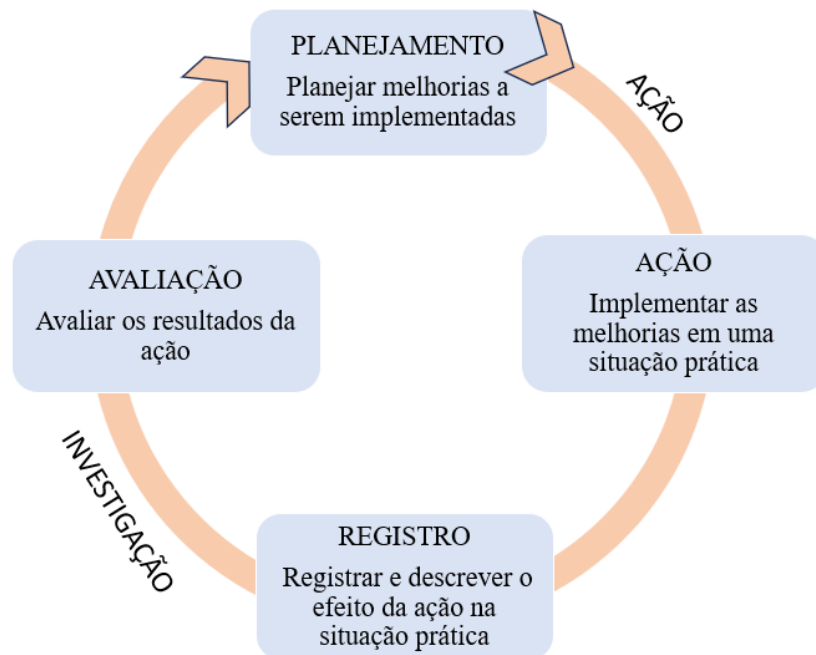 PLANEJAMENTO
Planejar melhorias a
serem implementadas
AÇÃO
AÇÃO
Implementar as
melhorias em uma
situação prática
REGISTRO
Registrar e descrever o
efeito da ação na
situação prática
INVESTIGAÇÃO
AVALIAÇÃO
Avaliar os resultados da
ação